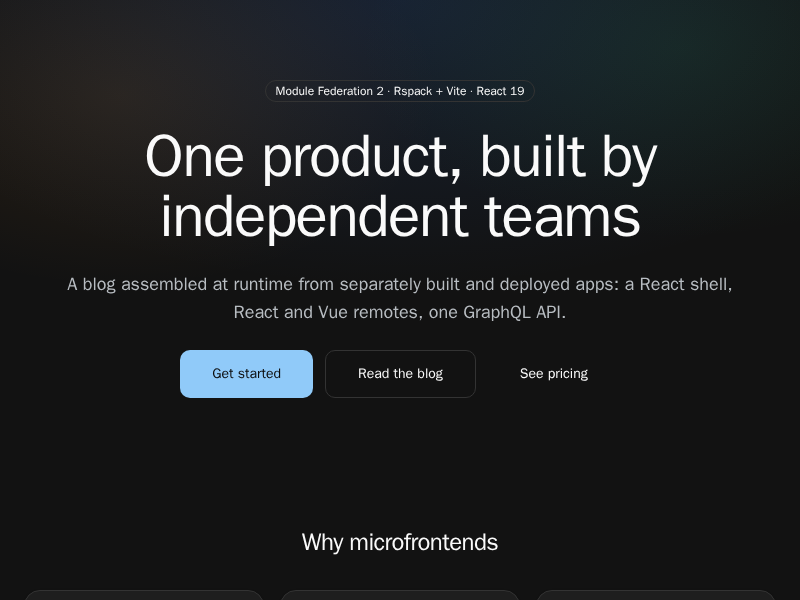 Module Federation 2 · Rspack + Vite · React 19
One product, built by
independent teams
A blog assembled at runtime from separately built and deployed apps: a React shell,
React and Vue remotes, one GraphQL API.
Get started
Read the blog
See pricing
Why microfrontends